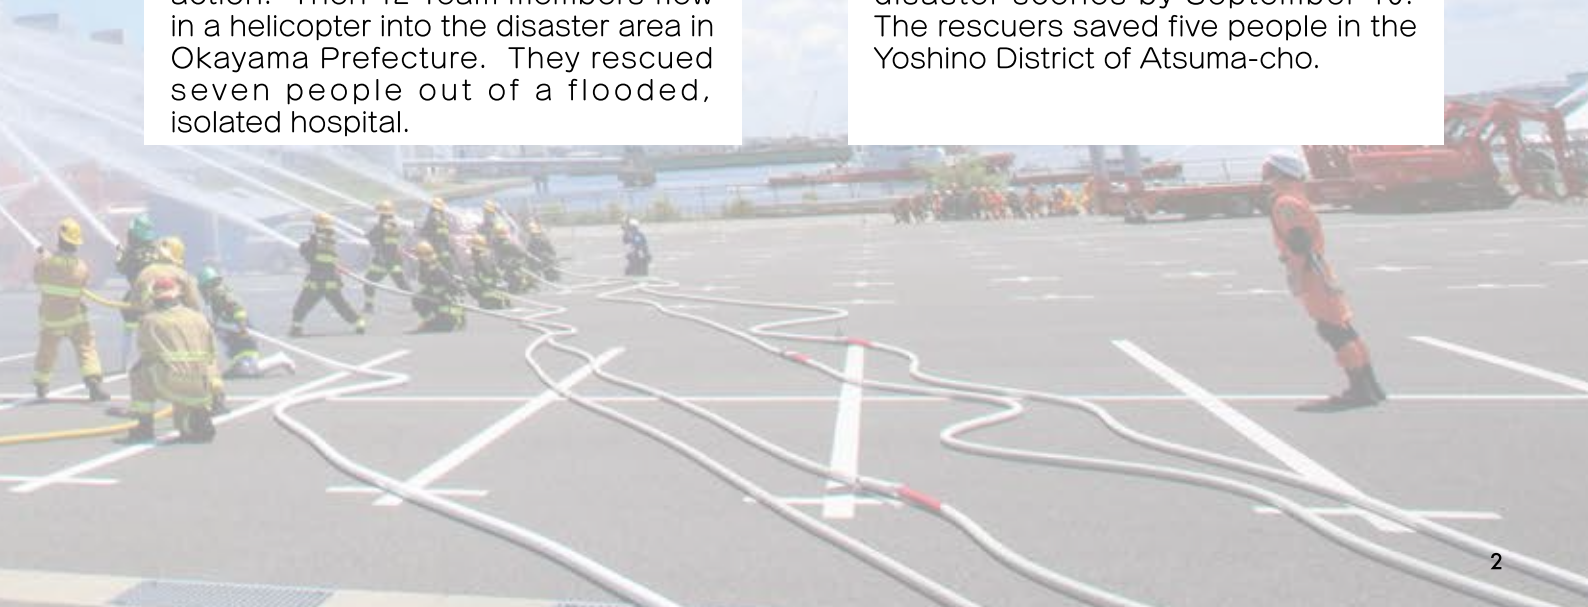 in a helicopter into the disaster area in
Okayama Prefecture. They rescued
seven people out of a flooded,
isolated hospital.
The rescuers saved five people in the
Yoshino District of Atsuma-cho.
2